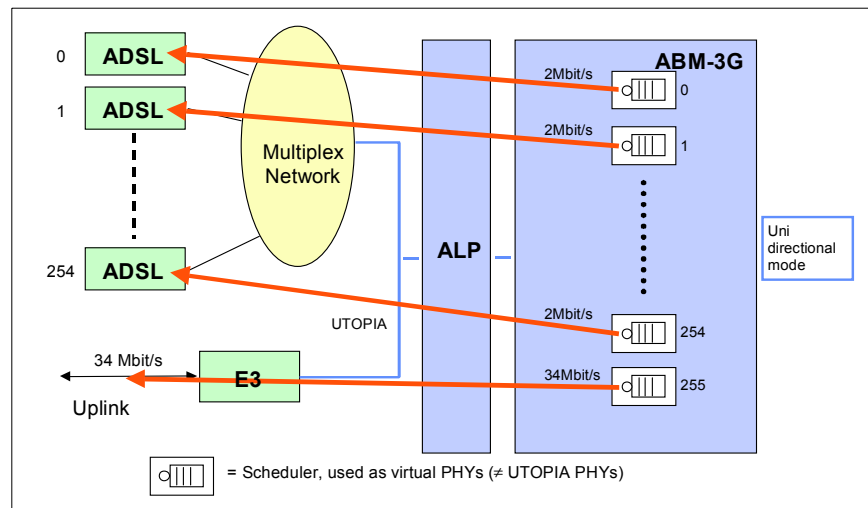 0
ADSL
1
ADSL
254
ADSL
Multiplex
Network
UTOPIA
34 Mbit/s
E3
Uplink
ALP
ABM-3G
2Mbit/s
0
2Mbit/s
1
2Mbit/s
254
34Mbit/s
255
Uni
directional
mode
= Scheduler, used as virtual PHYs (≠ UTOPIA PHYs)